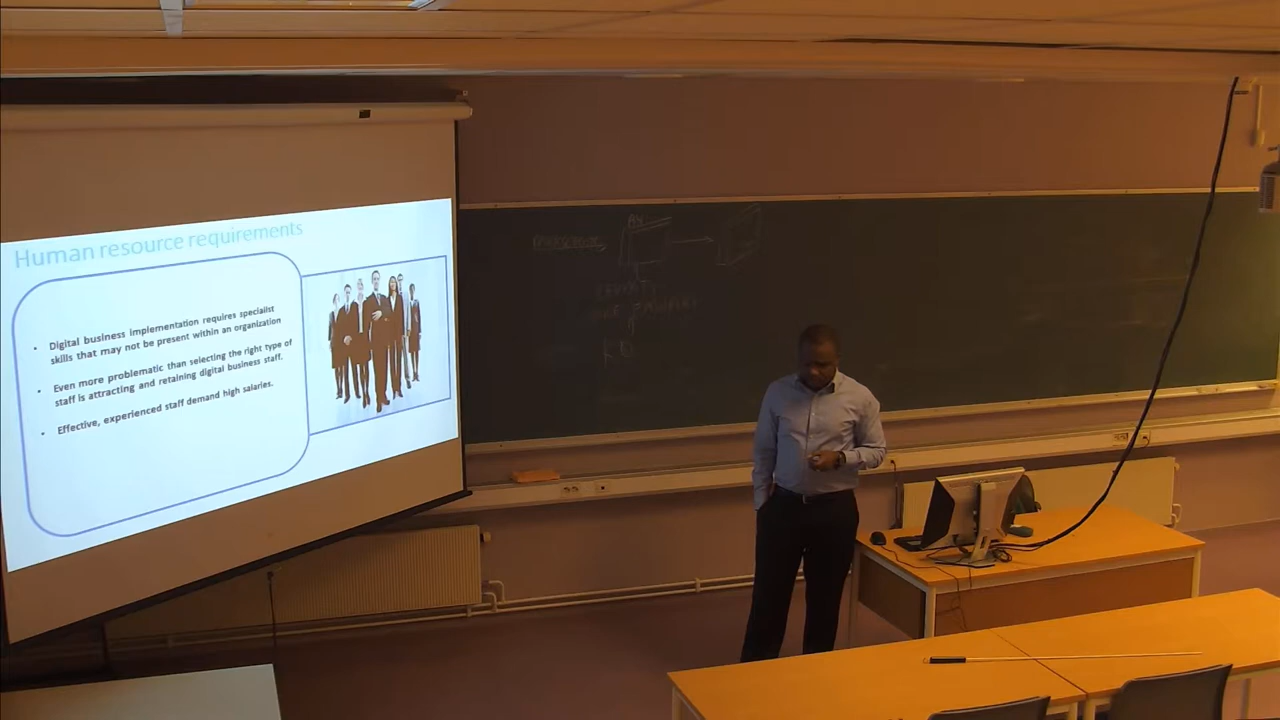 Human resource requirements
• Digital business implementation requires specialist
skills that may not be present within an organization
• Even more problematic than selecting the right type of
staff is attracting and retaining digital business staff.
• Effective, experienced staff demand high salaries.